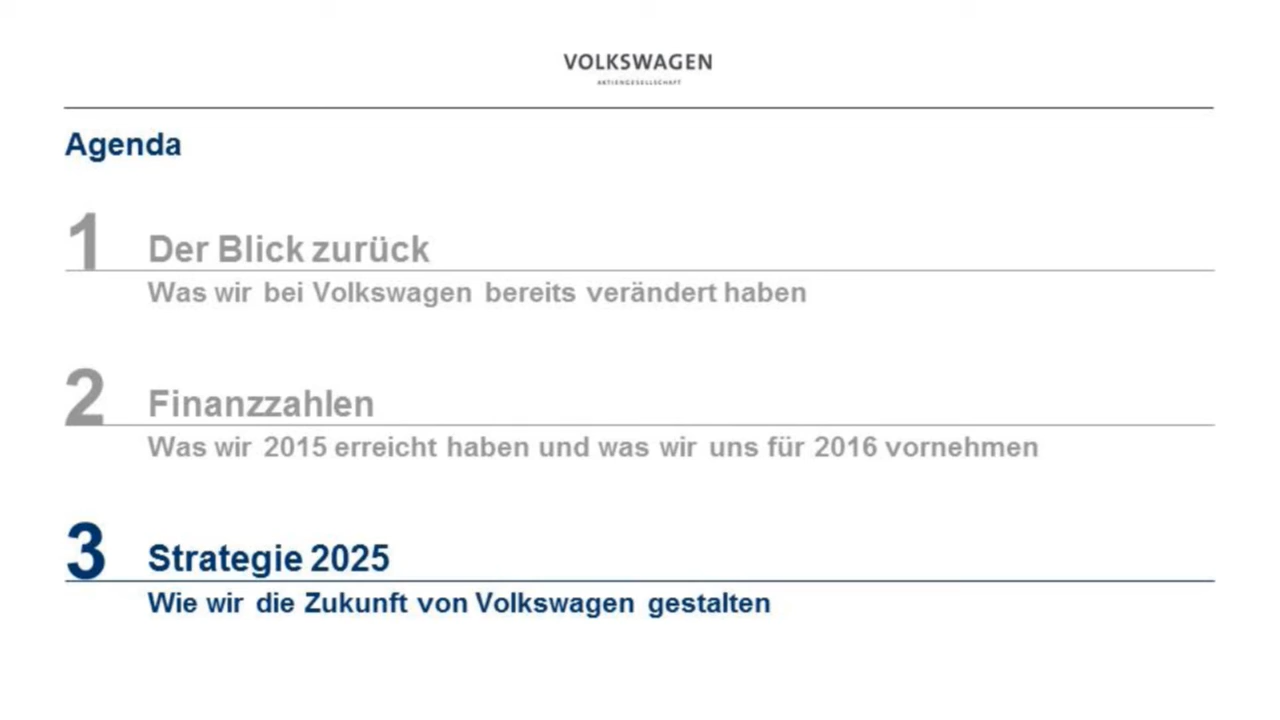 VOLKSWAGEN
AKTIENGESELLSCHAFT
Agenda
1 Der Blick zurück
Was wir bei Volkswagen bereits verändert haben
2 Finanzzahlen
Was wir 2015 erreicht haben und was wir uns für 2016 vornehmen
3 Strategie 2025
Wie wir die Zukunft von Volkswagen gestalten